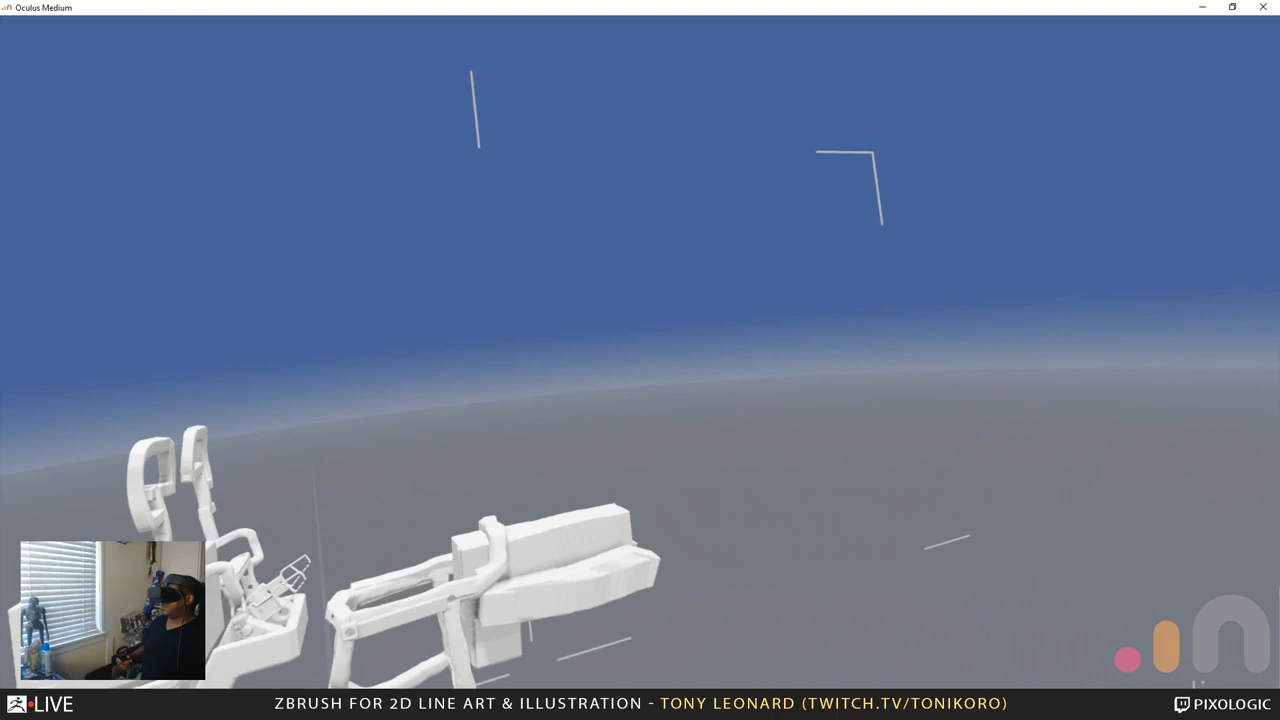 Oculus Medium
LIVE
ZBRUSH FOR 2D LINE ART & ILLUSTRATION - TONY LEONARD (TWITCH.TV/TONIKORO)
PIXOLOGIC